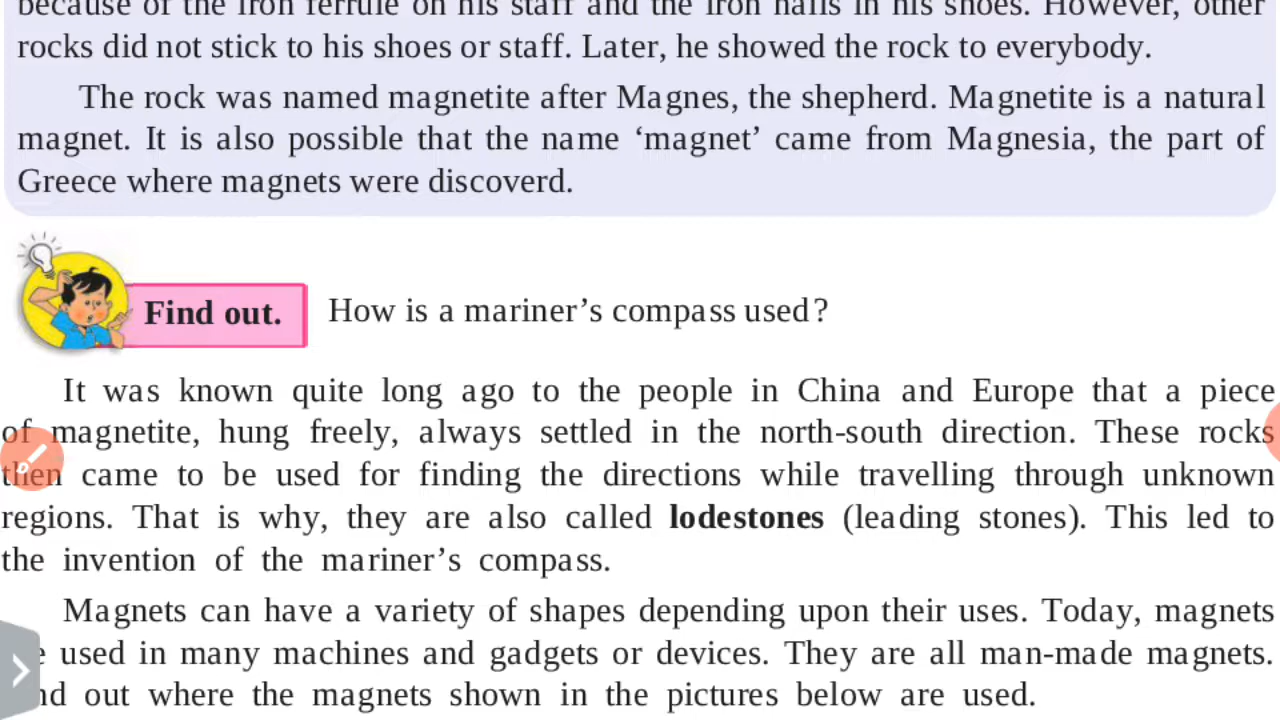 because of the iron ferrule on his staff and the iron nails in his shoes. However, other
rocks did not stick to his shoes or staff. Later, he showed the rock to everybody.
The rock was named magnetite after Magnes, the shepherd. Magnetite is a natural
magnet. It is also possible that the name ‘magnet’ came from Magnesia, the part of
Greece where magnets were discoverd.
Find out. How is a mariner’s compass used?
It was known quite long ago to the people in China and Europe that a piece
of magnetite, hung freely, always settled in the north-south direction. These rocks
then came to be used for finding the directions while travelling through unknown
regions. That is why, they are also called lodestones (leading stones). This led to
the invention of the mariner’s compass.
Magnets can have a variety of shapes depending upon their uses. Today, magnets
used in many machines and gadgets or devices. They are all man-made magnets.
out where the magnets shown in the pictures below are used.